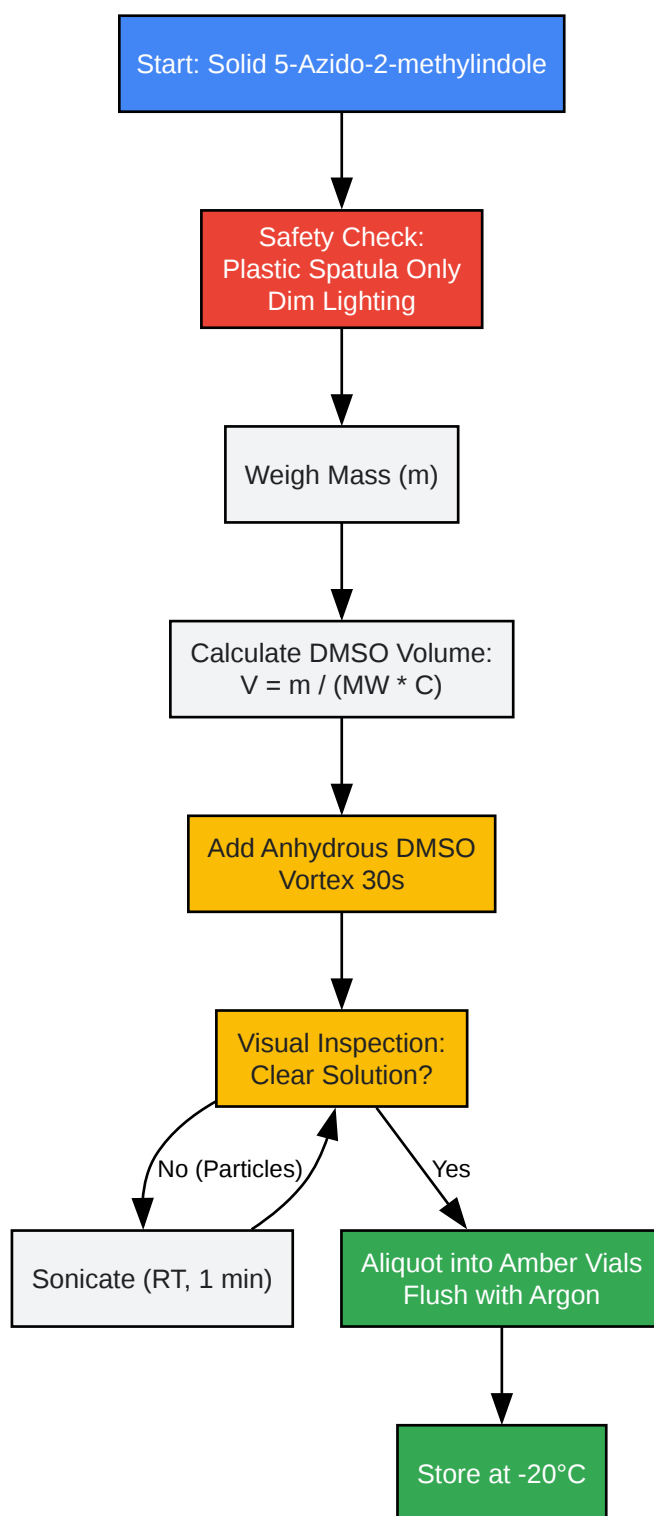 Start: Solid 5-Azido-2-methylindole
Safety Check:
Plastic Spatula Only
Dim Lighting
Weigh Mass (m)
Calculate DMSO Volume:
V = m / (MW * C)
Add Anhydrous DMSO
Vortex 30s
Visual Inspection:
Clear Solution?
No (Particles)
Yes
Sonicate (RT, 1 min)
Aliquot into Amber Vials
Flush with Argon
Store at -20°C